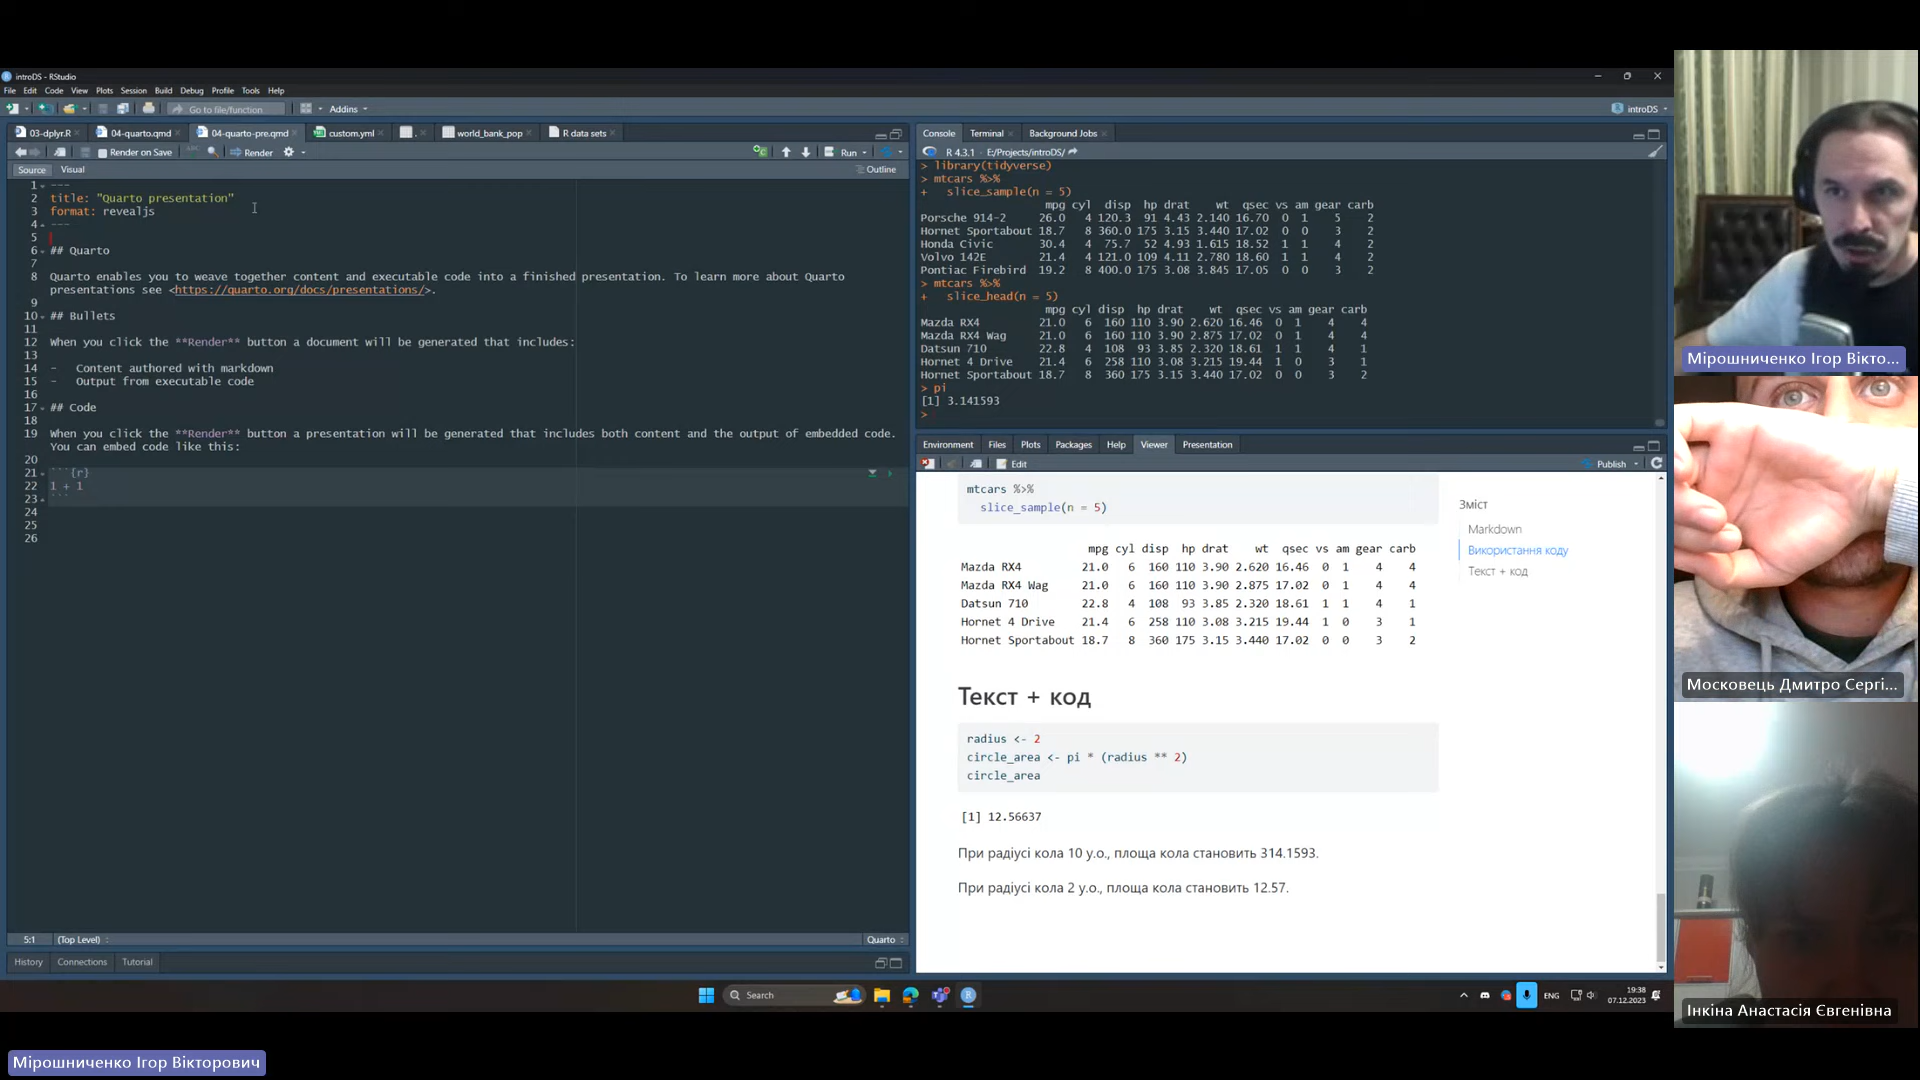 introDS - RStudio
File Edit Code View Plots Session Build Debug Profile Tools Help
Go to file/function
Addins
introDS
03-dplyr.R
04-quarto.qmd
04-quarto-pre.qmd
custom.yml
.
world_bank_pop
R data sets
Render on Save
Render
Run
Source
Visual
Outline
1 ---
2 title: "Quarto presentation"
3 format: revealjs
4 ---
5
6 ## Quarto
7
8 Quarto enables you to weave together content and executable code into a finished presentation. To learn more about Quarto
presentations see <https://quarto.org/docs/presentations/>.
9
10 ## Bullets
11
12 When you click the **Render** button a document will be generated that includes:
13
14 - Content authored with markdown
15 - Output from executable code
16
17 ## Code
18
19 When you click the **Render** button a presentation will be generated that includes both content and the output of embedded code.
You can embed code like this:
20
21 ```{r}
22 1 + 1
23 ```
24
25
26
5:1 (Top Level) Quarto
History Connections Tutorial
Console Terminal Background Jobs
R 4.3.1 · E:/Projects/introDS/
> library(tidyverse)
> mtcars %>%
+ slice_sample(n = 5)
mpg cyl disp hp drat wt qsec vs am gear carb
Porsche 914-2 26.0 4 120.3 91 4.43 2.140 16.70 0 1 5 2
Hornet Sportabout 18.7 8 360.0 175 3.15 3.440 17.02 0 0 3 2
Honda Civic 30.4 4 75.7 52 4.93 1.615 18.52 1 1 4 2
Volvo 142E 21.4 4 121.0 109 4.11 2.780 18.60 1 1 4 2
Pontiac Firebird 19.2 8 400.0 175 3.08 3.845 17.05 0 0 3 2
> mtcars %>%
+ slice_head(n = 5)
mpg cyl disp hp drat wt qsec vs am gear carb
Mazda RX4 21.0 6 160 110 3.90 2.620 16.46 0 1 4 4
Mazda RX4 Wag 21.0 6 160 110 3.90 2.875 17.02 0 1 4 4
Datsun 710 22.8 4 108 93 3.85 2.320 18.61 1 1 4 1
Hornet 4 Drive 21.4 6 258 110 3.08 3.215 19.44 1 0 3 1
Hornet Sportabout 18.7 8 360 175 3.15 3.440 17.02 0 0 3 2
> pi
[1] 3.141593
>
Environment Files Plots Packages Help Viewer Presentation
Edit
Publish
mtcars %>%
slice_sample(n = 5)
mpg cyl disp hp drat wt qsec vs am gear carb
Mazda RX4 21.0 6 160 110 3.90 2.620 16.46 0 1 4 4
Mazda RX4 Wag 21.0 6 160 110 3.90 2.875 17.02 0 1 4 4
Datsun 710 22.8 4 108 93 3.85 2.320 18.61 1 1 4 1
Hornet 4 Drive 21.4 6 258 110 3.08 3.215 19.44 1 0 3 1
Hornet Sportabout 18.7 8 360 175 3.15 3.440 17.02 0 0 3 2
Текст + код
radius <- 2
circle_area <- pi * (radius ** 2)
circle_area
[1] 12.56637
При радіусі кола 10 у.о., площа кола становить 314.1593.
При радіусі кола 2 у.о., площа кола становить 12.57.
Зміст
Markdown
Використання коду
Текст + код
Search
ENG
19:38
07.12.2023
Мірошниченко Ігор Вікто...
Московець Дмитро Сергі...
Інкіна Анастасія Євгенівна
Мірошниченко Ігор Вікторович